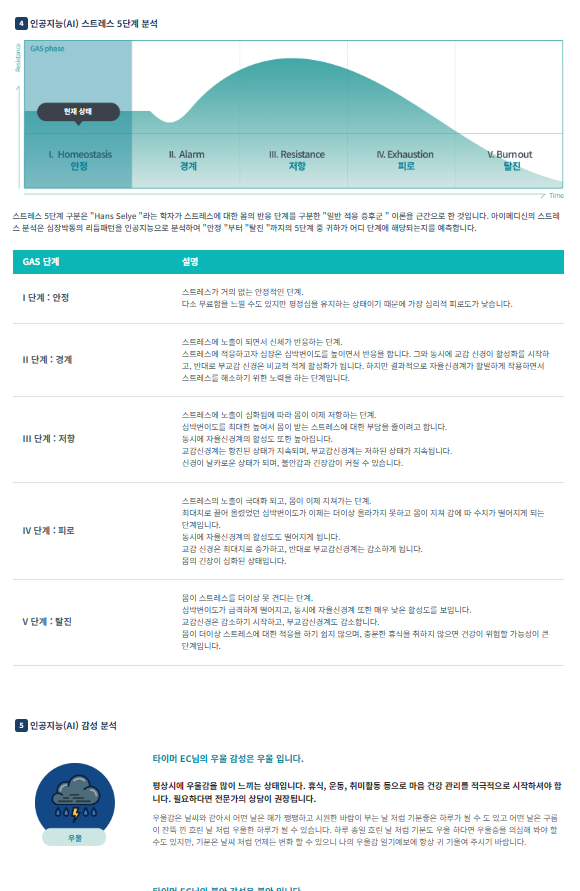 4 인공지능(AI) 스트레스 5단계 분석
GAS phase
Resistance
현재 상태
I. Homeostasis
안정
II. Alarm
경계
III. Resistance
저항
IV. Exhaustion
피로
V. Burnout
탈진
Time
스트레스 5단계 구분은 "Hans Selye "라는 학자가 스트레스에 대한 몸의 반응 단계를 구분한 "일반 적응 증후군 " 이론을 근간으로 한 것입니다. 아이메디신의 스트레
스 분석은 심장박동의 리듬패턴을 인공지능으로 분석하여 "안정 "부터 "탈진 "까지의 5단계 중 귀하가 어디 단계에 해당되는지를 예측합니다.
GAS 단계
설명
I 단계 : 안정
스트레스가 거의 없는 안정적인 단계.
다소 무료함을 느낄 수도 있지만 평정심을 유지하는 상태이기 때문에 가장 심리적 피로도가 낮습니다.
II 단계 : 경계
스트레스에 노출이 되면서 신체가 반응하는 단계.
스트레스에 적응하고자 심장은 심박변이도를 높이면서 반응을 합니다. 그와 동시에 교감 신경이 활성화를 시작하
고, 반대로 부교감 신경은 비교적 적게 활성화가 됩니다. 하지만 결과적으로 자율신경계가 활발하게 작용하면서
스트레스를 해소하기 위한 노력을 하는 단계입니다.
III 단계 : 저항
스트레스에 노출이 심화됨에 따라 몸이 이제 저항하는 단계.
심박변이도를 최대한 높여서 몸이 받는 스트레스에 대한 부담을 줄이려고 합니다.
동시에 자율신경계의 활성도 또한 높아집니다.
교감신경계는 항진된 상태가 지속되며, 부교감신경계는 저하된 상태가 지속됩니다.
신경이 날카로운 상태가 되며, 불안감과 긴장감이 커질 수 있습니다.
IV 단계 : 피로
스트레스의 노출이 극대화 되고, 몸이 이제 지쳐가는 단계.
최대치로 끌어 올렸었던 심박변이도가 이제는 더이상 올라가지 못하고 몸이 지쳐 감에 따 수치가 떨어지게 되는
단계입니다.
동시에 자율신경계의 활성도도 떨어지게 됩니다.
교감 신경은 최대치로 증가하고, 반대로 부교감신경계는 감소하게 됩니다.
몸의 긴장이 심화된 상태입니다.
V 단계 : 탈진
몸이 스트레스를 더이상 못 견디는 단계.
심박변이도가 급격하게 떨어지고, 동시에 자율신경계 또한 매우 낮은 활성도를 보입니다.
교감신경은 감소하기 시작하고, 부교감신경계도 감소합니다.
몸이 더이상 스트레스에 대한 적응을 하기 쉽지 않으며, 충분한 휴식을 취하지 않으면 건강이 위험할 가능성이 큰
단계입니다.
5 인공지능(AI) 감성 분석
타이머 EC님의 우울 감성은 우울 입니다.
평상시에 우울감을 많이 느끼는 상태입니다. 휴식, 운동, 취미활동 등으로 마음 건강 관리를 적극적으로 시작하셔야 합
니다. 필요하다면 전문가의 상담이 권장됩니다.
우울
우울감은 날씨와 같아서 어떤 날은 해가 쨍쨍하고 시원한 바람이 부는 날 처럼 기분좋은 하루가 될 수 도 있고 어떤 날은 구름
이 잔뜩 낀 흐린 날 처럼 우울한 하루가 될 수 있습니다. 하루 종일 흐린 날 처럼 기분도 우울 하다면 우울증을 의심해 봐야 할
수도 있지만, 기분은 날씨 처럼 언제든 변화 할 수 있으니 나의 우울감 일기예보에 항상 귀 기울여 주시기 바랍니다.